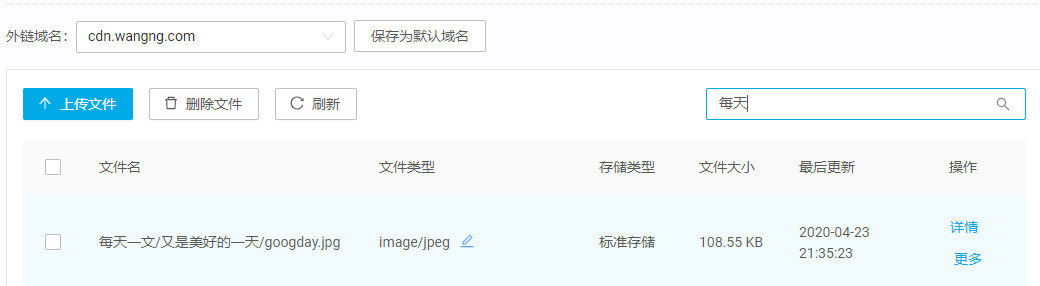 外链域名： cdn.wangng.com 保存为默认域名
上传文件 删除文件 刷新 每天
文件名 文件类型 存储类型 文件大小 最后更新 操作
每天一文/又是美好的一天/googday.jpg image/jpeg 标准存储 108.55 KB 2020-04-23 21:35:23 详情
更多